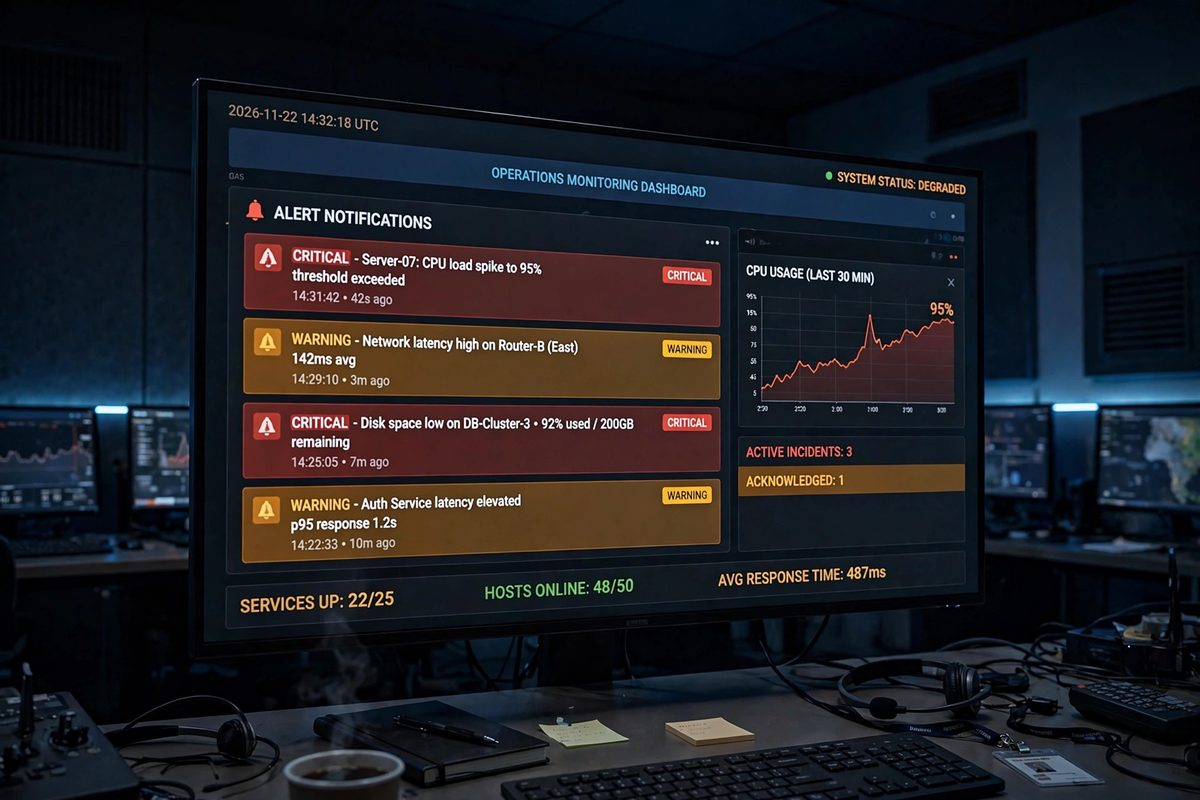 2026-11-22 14:32:18 UTC
OPERATIONS MONITORING DASHBOARD
SYSTEM STATUS: DEGRADED
ALERT NOTIFICATIONS
CRITICAL - Server-07: CPU load spike to 95%
threshold exceeded
14:31:42 • 42s ago
CRITICAL
WARNING - Network latency high on Router-B (East)
142ms avg
14:29:10 • 3m ago
WARNING
CRITICAL - Disk space low on DB-Cluster-3 • 92% used / 200GB
remaining
14:25:05 • 7m ago
CRITICAL
WARNING - Auth Service latency elevated
p95 response 1.2s
14:22:33 • 10m ago
WARNING
CPU USAGE (LAST 30 MIN)
X
95%
ACTIVE INCIDENTS: 3
ACKNOWLEDGED: 1
SERVICES UP: 22/25
HOSTS ONLINE: 48/50
AVG RESPONSE TIME: 487ms